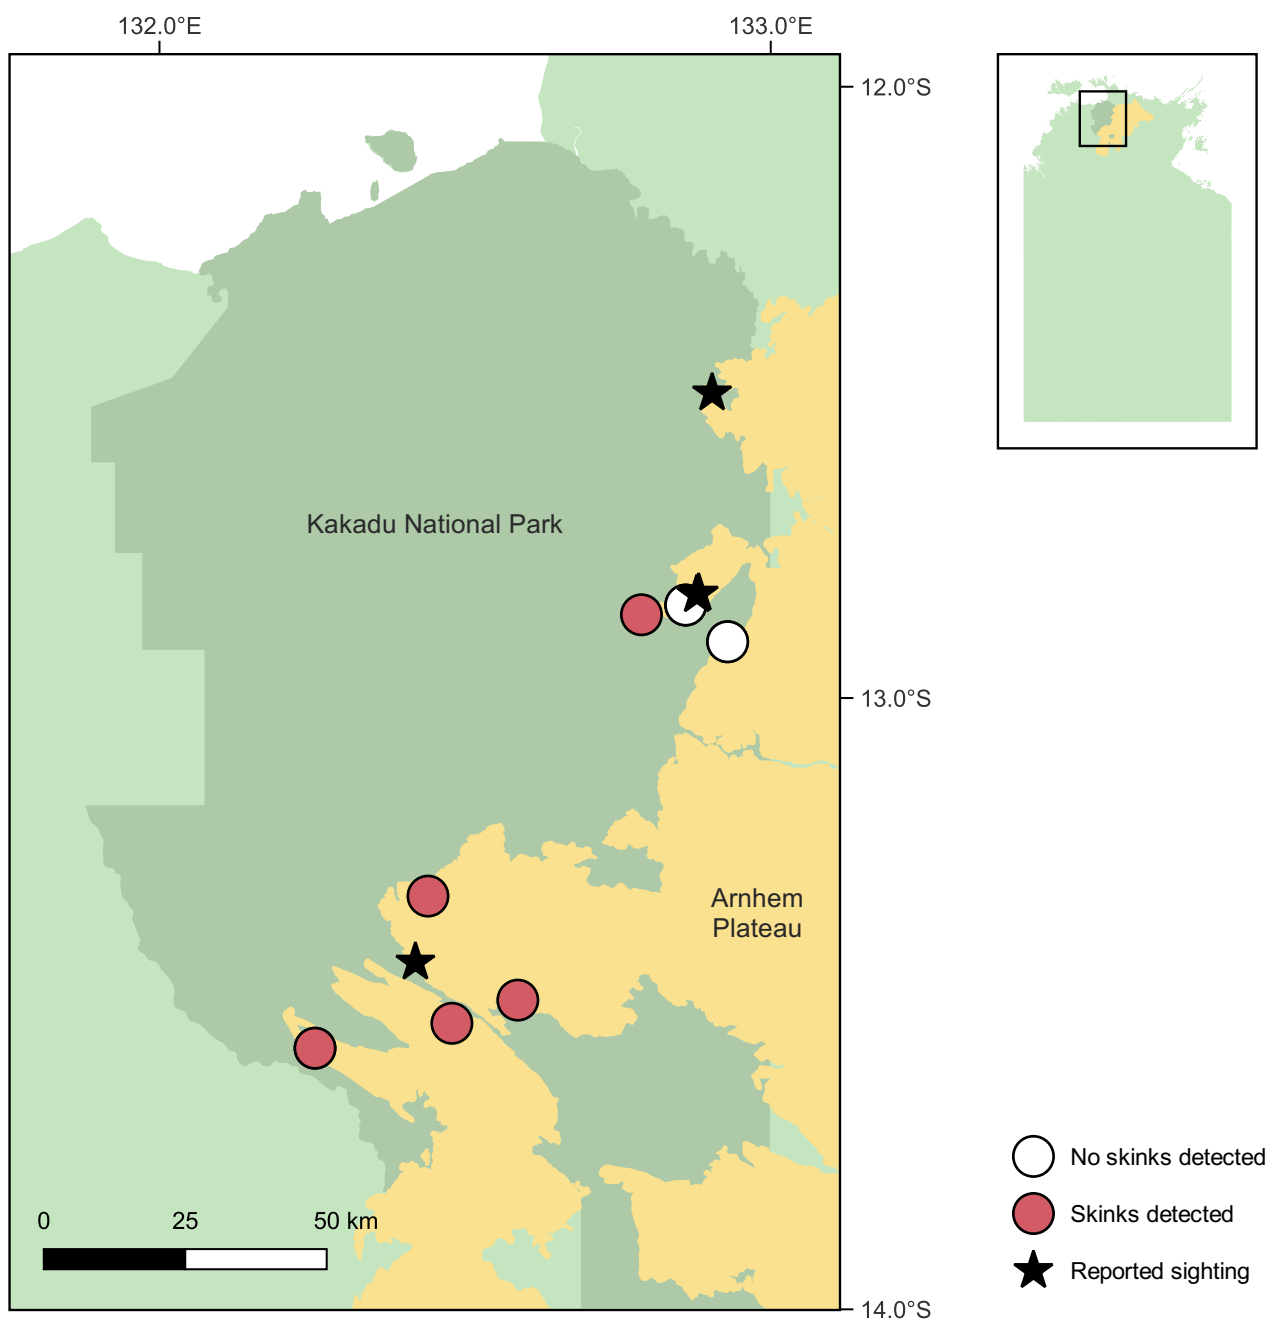 132.0°E
133.0°E
12.0°S
Kakadu National Park
13.0°S
Arnhem
Plateau
No skinks detected
0 25 50 km
Skinks detected
Reported sighting
14.0°S